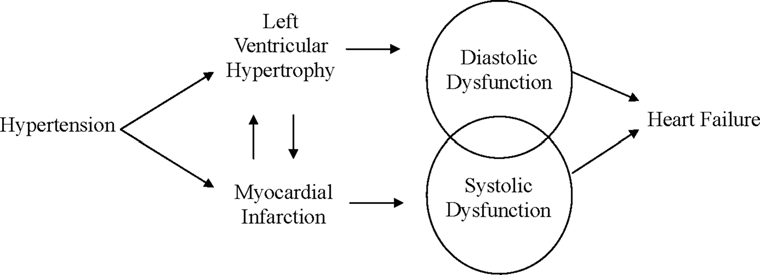 Left
Ventricular
Hypertrophy
Diastolic
Dysfunction
Hypertension
Heart Failure
Myocardial
Infarction
Systolic
Dysfunction